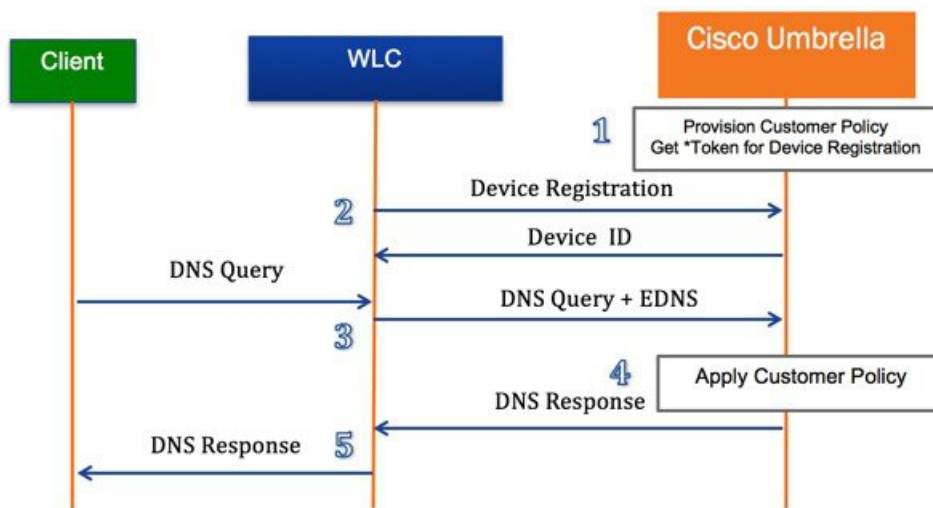 Client
WLC
Cisco Umbrella
1
Provision Customer Policy
Get *Token for Device Registration
Device Registration
2
Device ID
DNS Query
DNS Query + EDNS
3
4
Apply Customer Policy
DNS Response
5
DNS Response